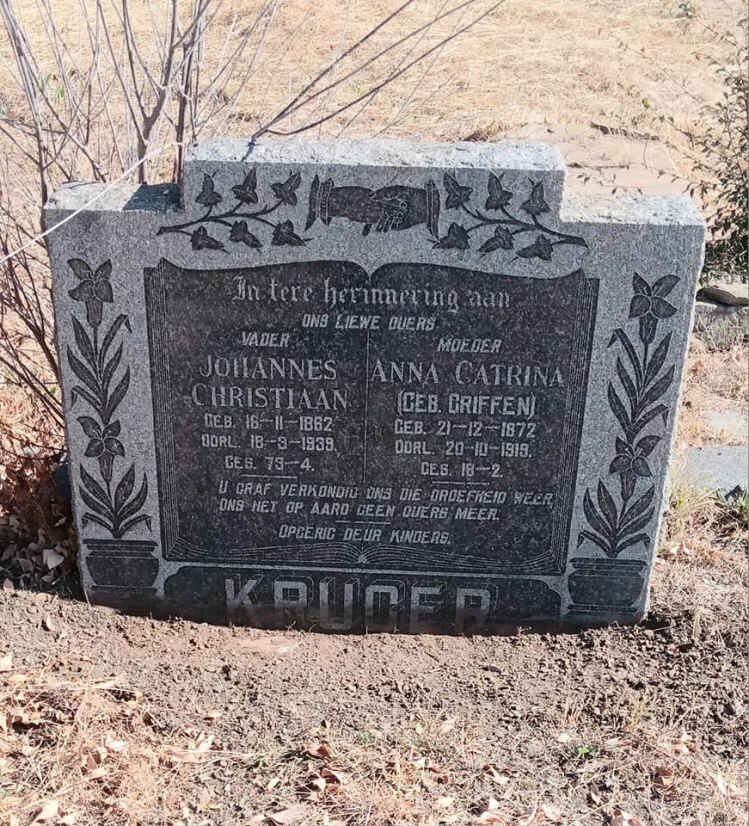 In tere herinnering aan
ONS LIEWE OUERS
VADER
JOHANNES
CHRISTIAAN
GEB. 16-11-1862
OORL. 18-9-1939.
GES. 79-4.
MOEDER
ANNA CATRINA
(GEB. GRIFFEN)
GEB. 21-12-1872
OORL. 20-10-1918.
GES. 18-2.
U GRAF VERKONDIG ONS DIE DROEFHEID WEER,
ONS HET OP AARD GEEN OUERS MEER.
OPGERIG DEUR KINDERS.
KRUGER